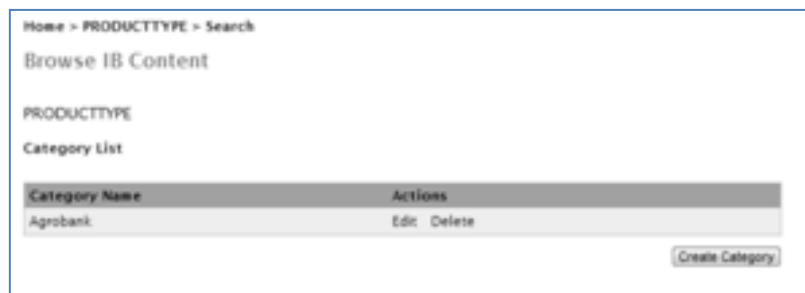 Home > PRODUCTTYPE > Search
Browse IB Content
PRODUCTTYPE
Category List
Category Name Actions
Agrobank Edit Delete
Create Category